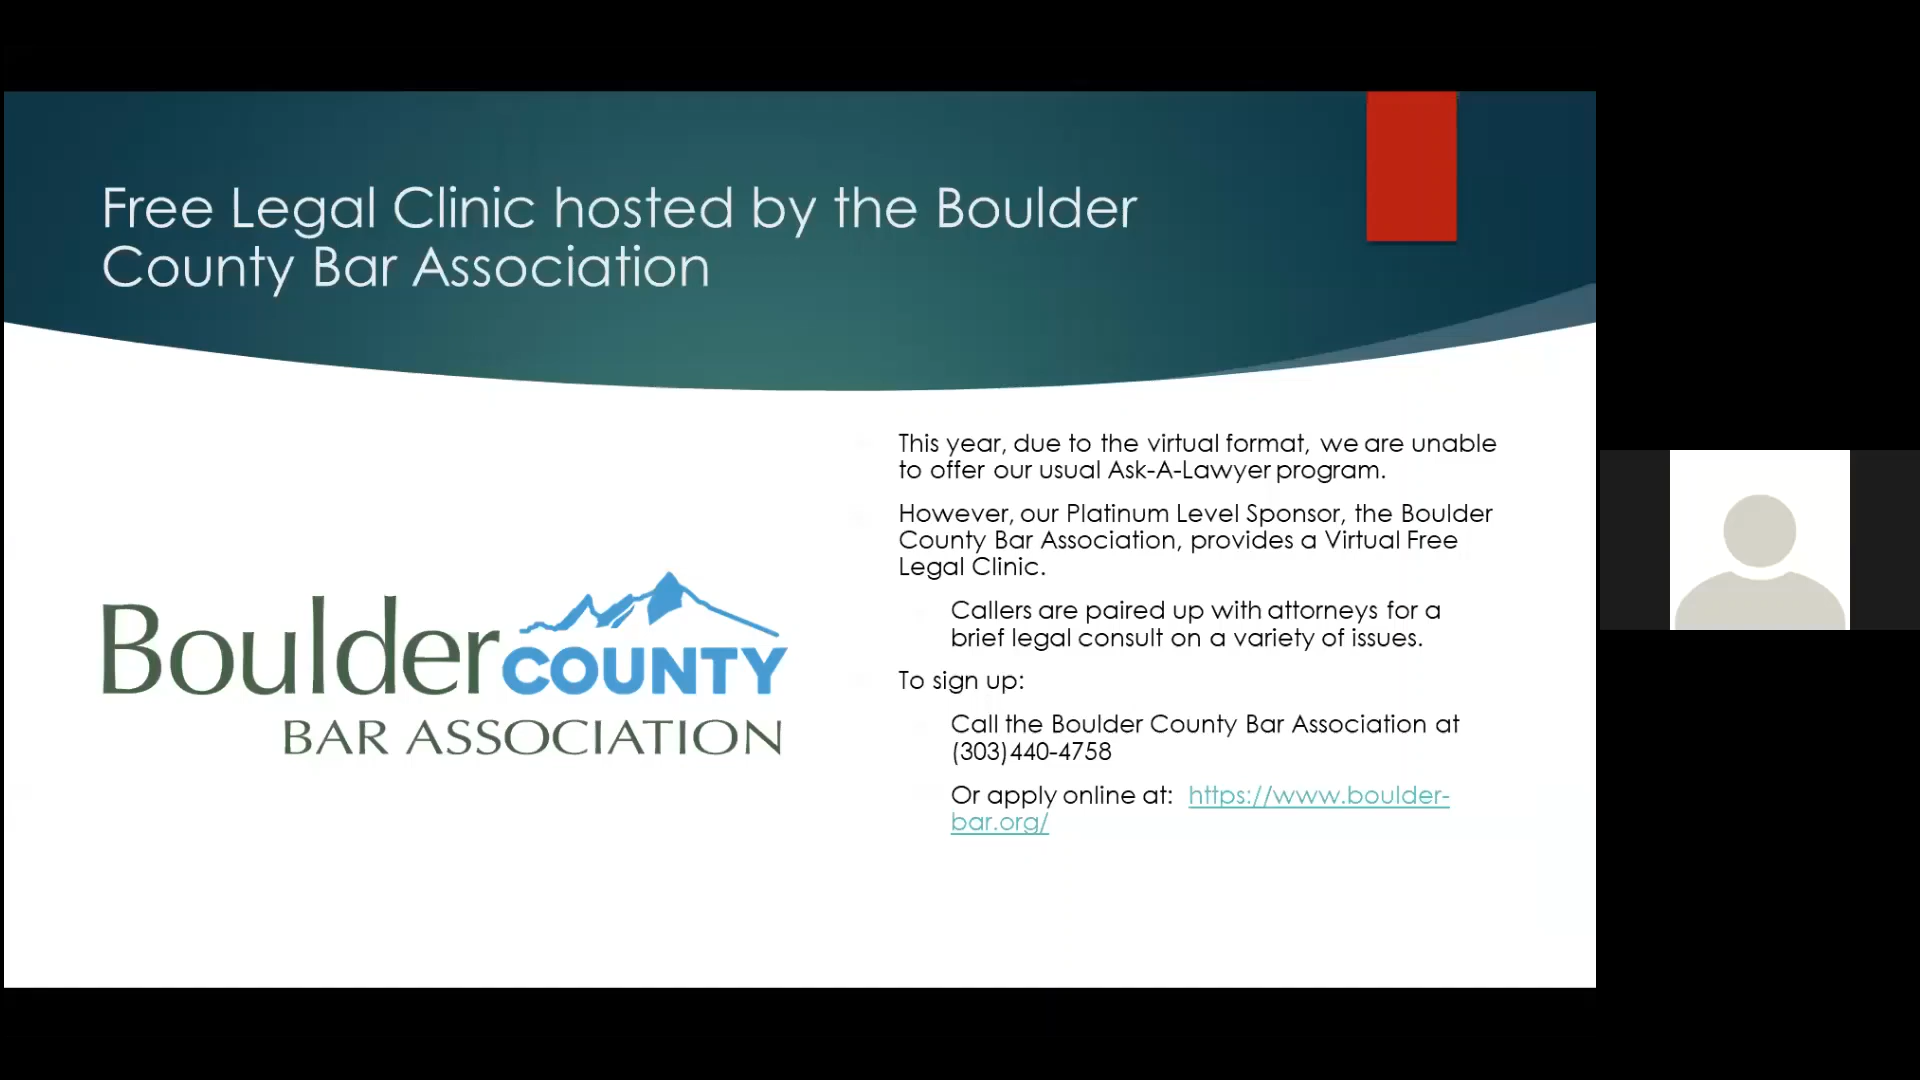 Free Legal Clinic hosted by the Boulder
County Bar Association
This year, due to the virtual format, we are unable
to offer our usual Ask-A-Lawyer program.
However, our Platinum Level Sponsor, the Boulder
County Bar Association, provides a Virtual Free
Legal Clinic.
Callers are paired up with attorneys for a
brief legal consult on a variety of issues.
To sign up:
Call the Boulder County Bar Association at
(303)440-4758
Or apply online at: https://www.boulder-
bar.org/
Boulder COUNTY
BAR ASSOCIATION